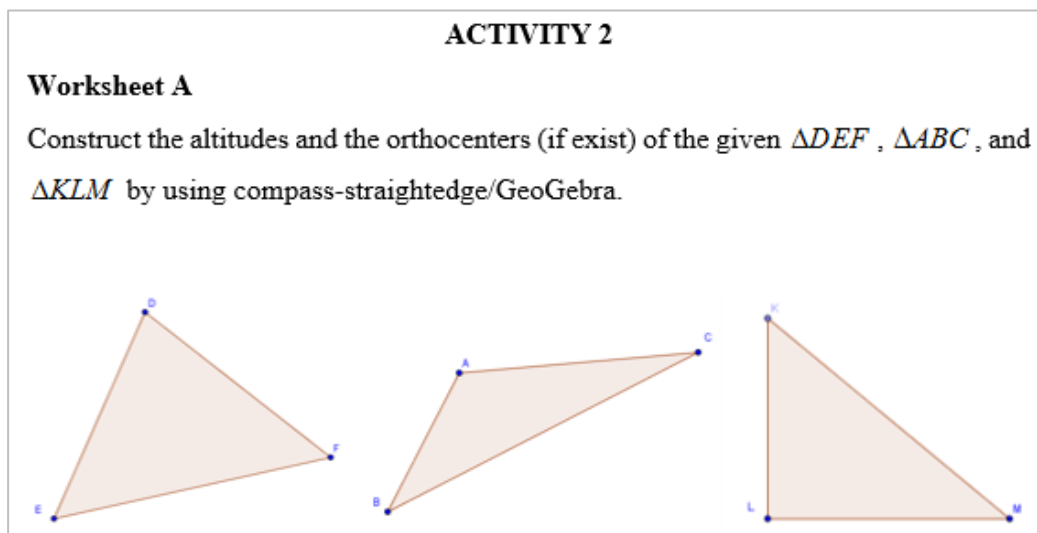 ACTIVITY 2
Worksheet A
Construct the altitudes and the orthocenters (if exist) of the given ΔDEF , ΔABC , and
ΔKLM by using compass-straightedge/GeoGebra.
D
K
C
A
F
E
B
L
M